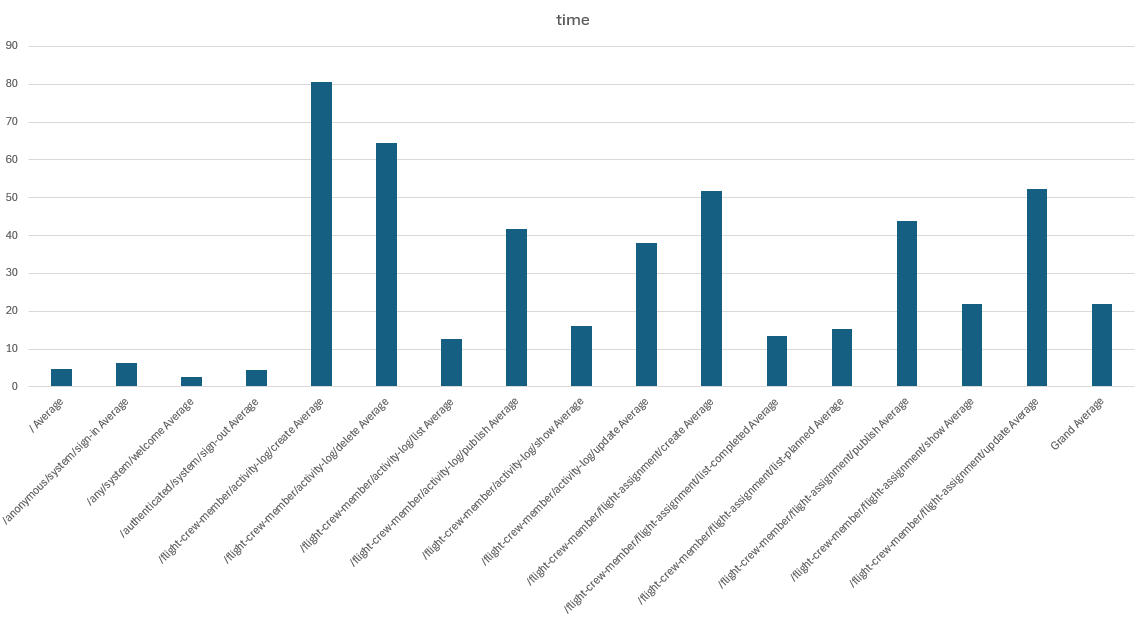 time
90
80
70
60
50
40
30
20
10
0
/ Average
/anonymous/system/sign-in Average
/any/system/welcome Average
/authenticated/system/sign-out Average
/flight-crew-member/activity-log/create Average
/flight-crew-member/activity-log/delete Average
/flight-crew-member/activity-log/list Average
/flight-crew-member/activity-log/publish Average
/flight-crew-member/activity-log/show Average
/flight-crew-member/activity-log/update Average
/flight-crew-member/flight-assignment/create Average
/flight-crew-member/flight-assignment/list-completed Average
/flight-crew-member/flight-assignment/list-planned Average
/flight-crew-member/flight-assignment/publish Average
/flight-crew-member/flight-assignment/show Average
/flight-crew-member/flight-assignment/update Average
Grand Average